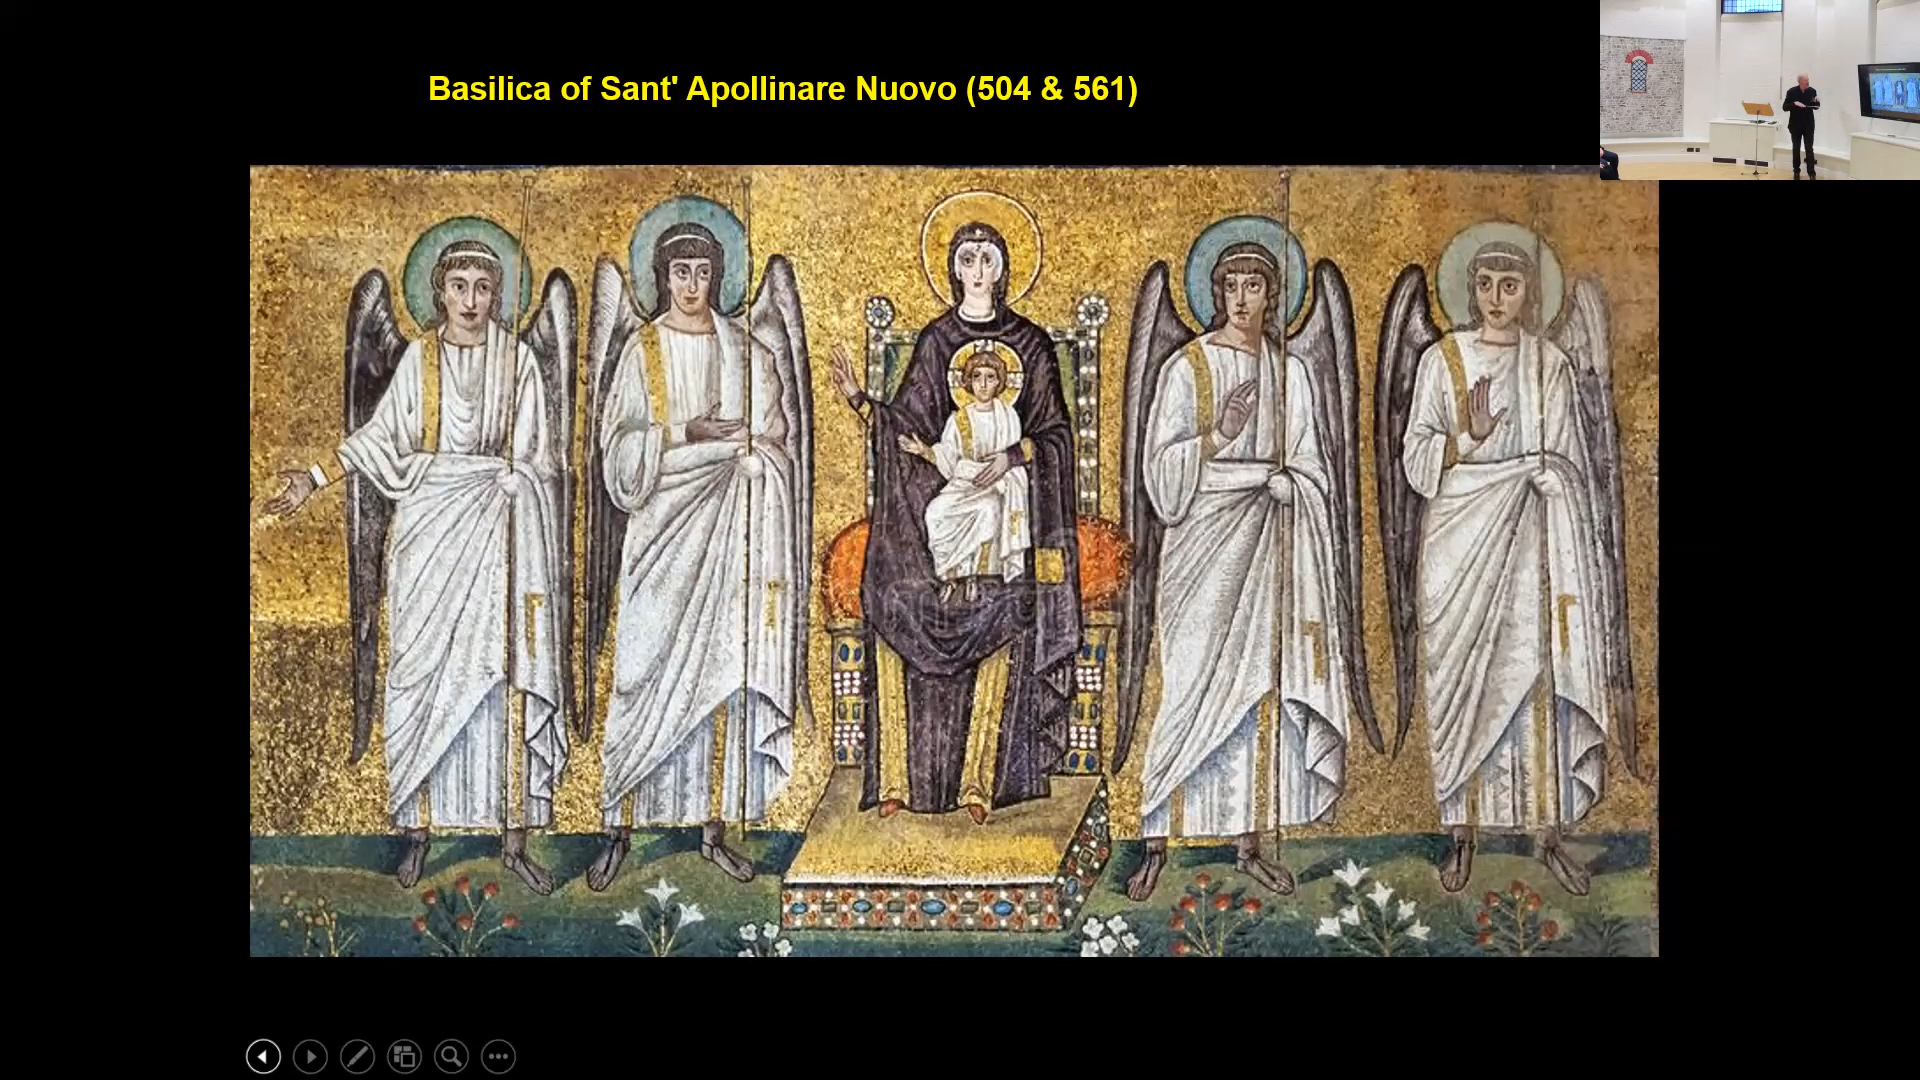 Basilica of Sant' Apollinare Nuovo (504 & 561)